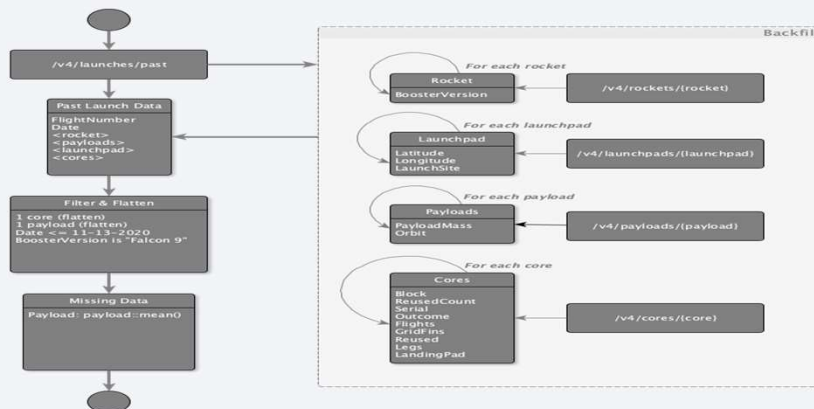 /v4/launches/past
Past Launch Data
FlightNumber
Date
<rocket>
<payloads>
<launchpad>
<cores>
Filter & Flatten
1 core (flatten)
1 payload (flatten)
Date <= 11-13-2020
BoosterVersion is "Falcon 9"
Missing Data
Payload: payload::mean()
Backfil
For each rocket
Rocket
BoosterVersion
/v4/rockets/{rocket)
For each launchpad
Launchpad
Latitude
Longitude
LaunchSite
/v4/launchpads/{launchpad}
For each payload
Payloads
PayloadMass
Orbit
/v4/payloads/{payload)
For each core
Cores
Block
ReusedCount
Serial
Outcome
Flights
GridFins
Reused
Legs
LandingPad
/v4/cores/{core)